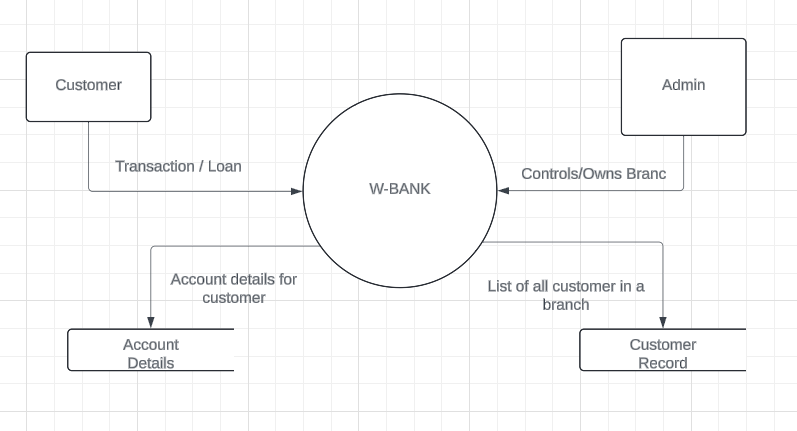 Customer
Admin
Transaction / Loan
Controls/Owns Branc
W-BANK
Account details for
customer
List of all customer in a
branch
Account
Details
Customer
Record